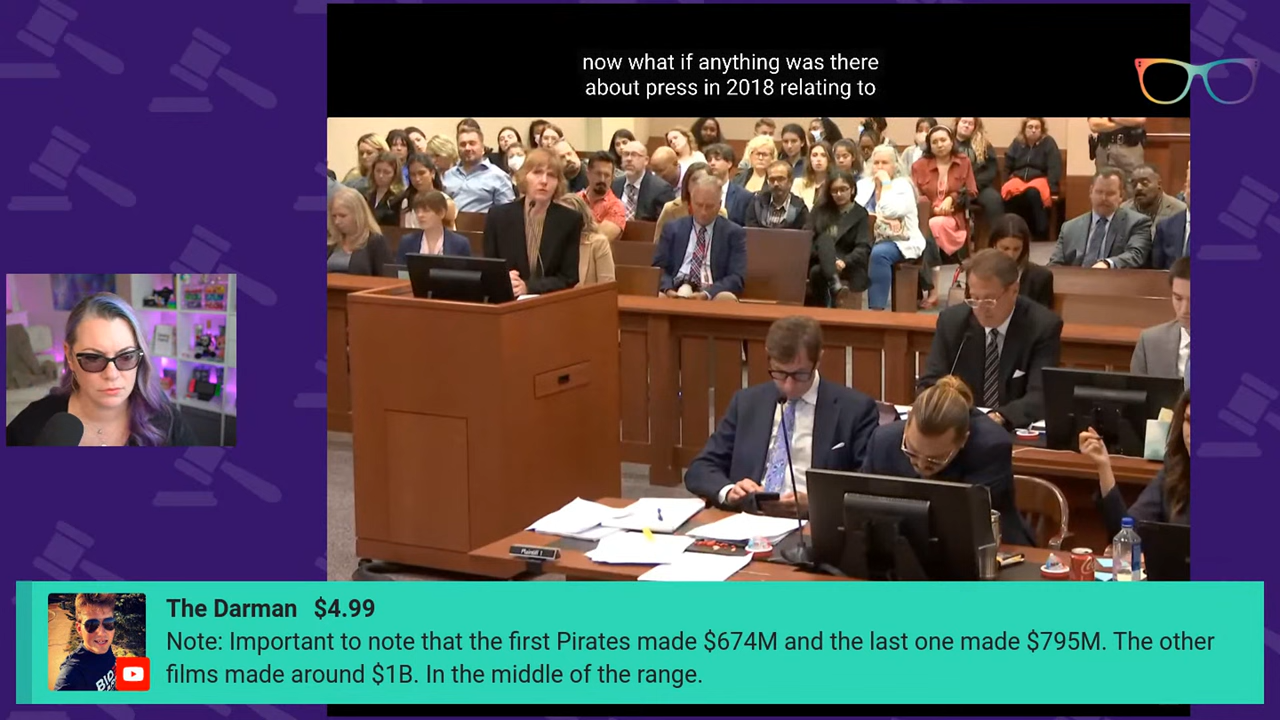 now what if anything was there
about press in 2018 relating to
Plaintiff 1
The Darman $4.99
Note: Important to note that the first Pirates made $674M and the last one made $795M. The other
films made around $1B. In the middle of the range.